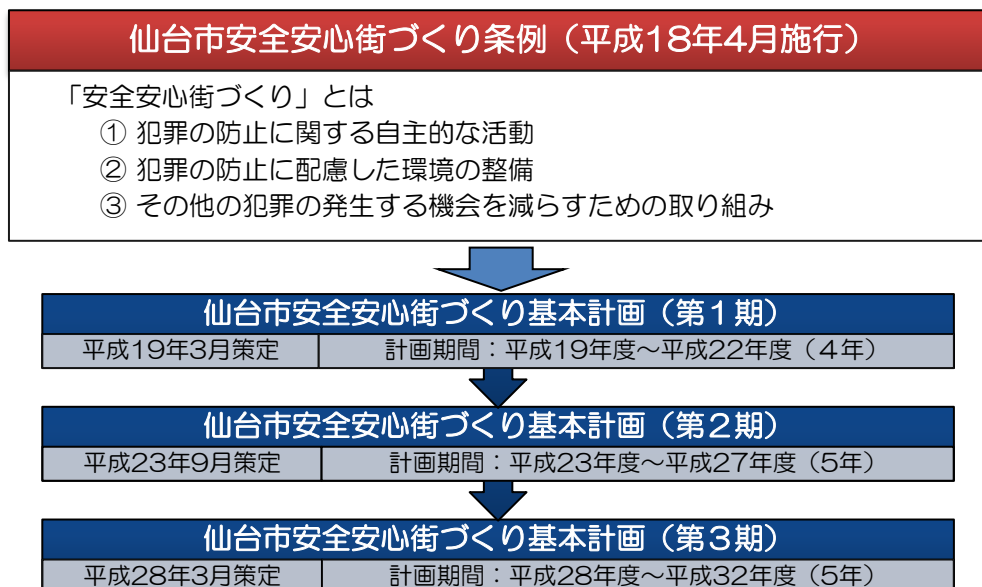 仙台市安全安心街づくり条例（平成18年4月施行）
「安全安心街づくり」とは
① 犯罪の防止に関する自主的な活動
② 犯罪の防止に配慮した環境の整備
③ その他の犯罪の発生する機会を減らすための取り組み
仙台市安全安心街づくり基本計画（第１期）
平成19年3月策定 計画期間：平成19年度～平成22年度（４年）
仙台市安全安心街づくり基本計画（第２期）
平成23年9月策定 計画期間：平成23年度～平成27年度（5年）
仙台市安全安心街づくり基本計画（第３期）
平成28年3月策定 計画期間：平成28年度～平成32年度（5年）